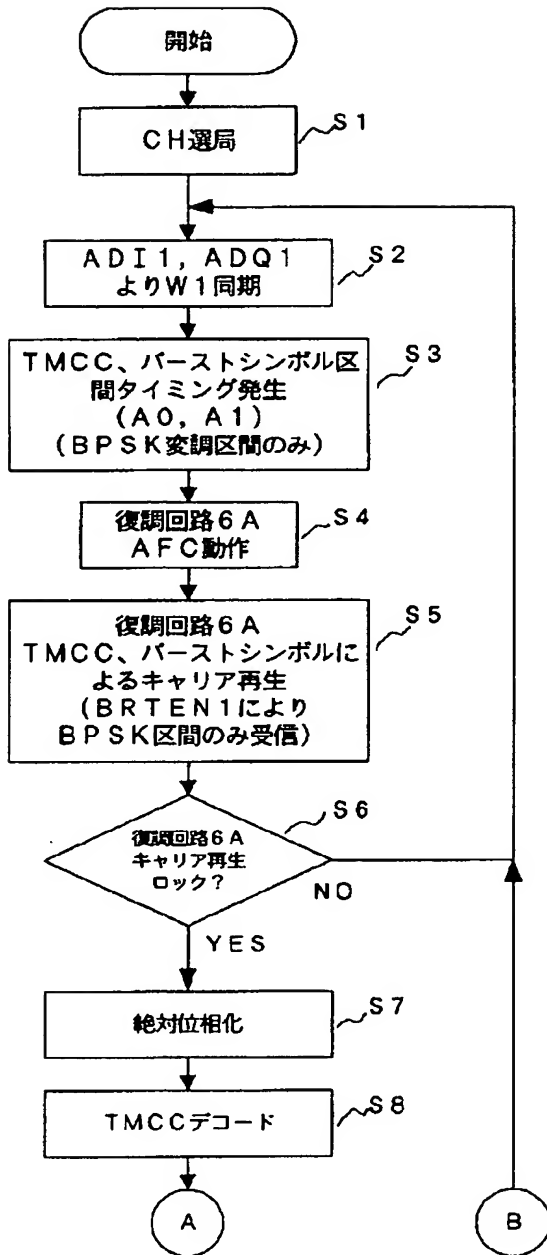 開始
CH選局
S1
ADI1,ADQ1
よりW1同期
S2
TMCC、バーストシンボル区
間タイミング発生
(A0,A1)
(BPSK変調区間のみ)
S3
復調回路6A
AFC動作
S4
復調回路6A
TMCC、バーストシンボルに
よるキャリア再生
(BRTEN1により
BPSK区間のみ受信)
S5
復調回路6A
キャリア再生
ロック?
S6
NO
YES
絶対位相化
S7
TMCCデコード
S8
A
B